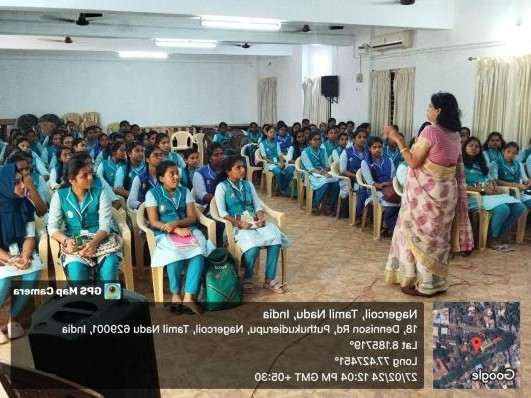 GPS Map Camera
Nagercoil, Tamil Nadu, India
18, Dennison Rd, Puthukudierupu, Nagercoil, Tamil Nadu 629001, India
Lat 8.185719°
Long 77.427451°
27/02/24 12:04 PM GMT +05:30
Google